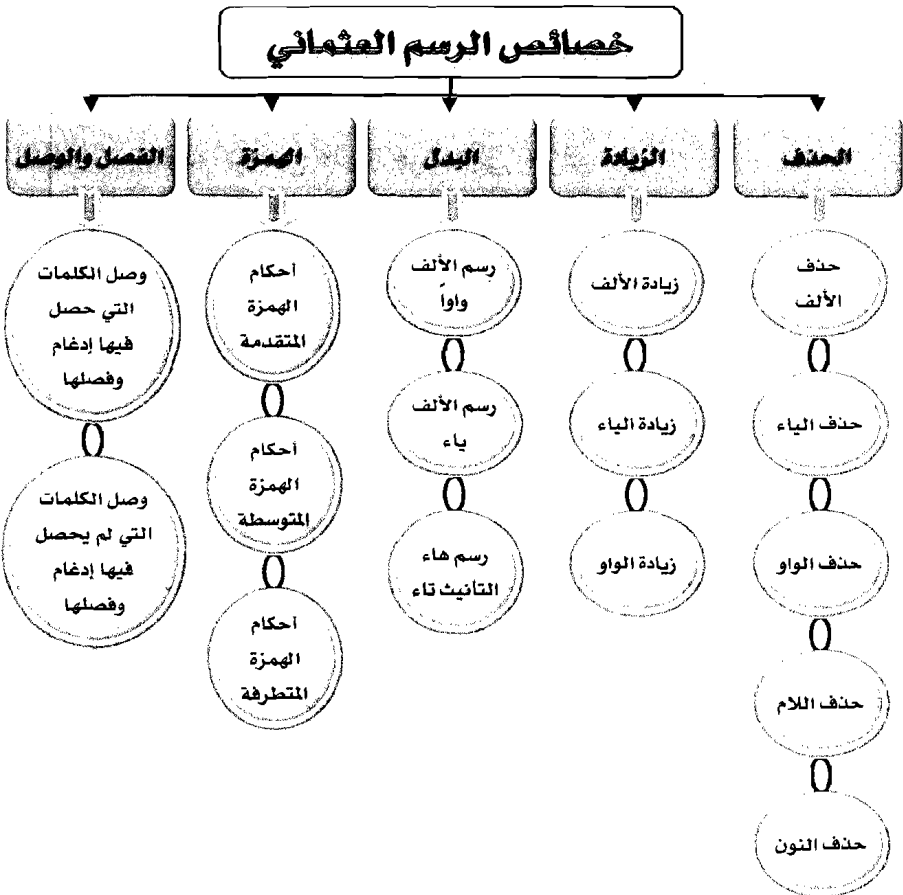 خصائص الرسم العثماني
الحذف
الزيادة
البدل
الهمزة
الفصل والوصل
حذف
الألف
حذف الياء
حذف الواو
حذف اللام
حذف النون
زيادة الألف
زيادة الياء
زيادة الواو
رسم الألف
واواً
رسم الألف
ياء
رسم هاء
التأنيث تاء
أحكام
الهمزة
المتقدمة
أحكام
الهمزة
المتوسطة
أحكام
الهمزة
المتطرفة
وصل الكلمات
التي حصل
فيها إدغام
وفصلها
وصل الكلمات
التي لم يحصل
فيها إدغام
وفصلها